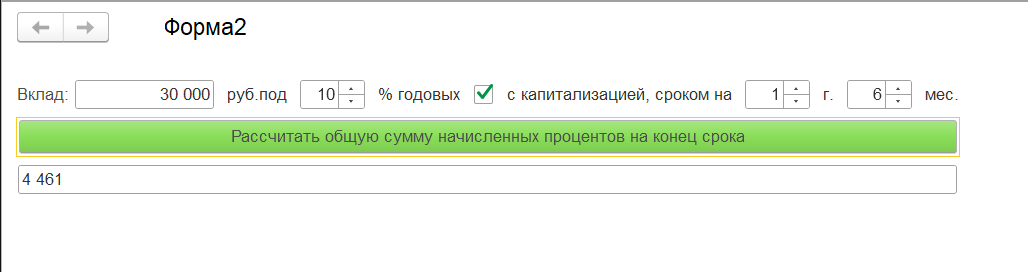 Форма2
Вклад: 30 000 руб.под 10 % годовых с капитализацией, сроком на 1 г. 6 мес.
Рассчитать общую сумму начисленных процентов на конец срока
4 461